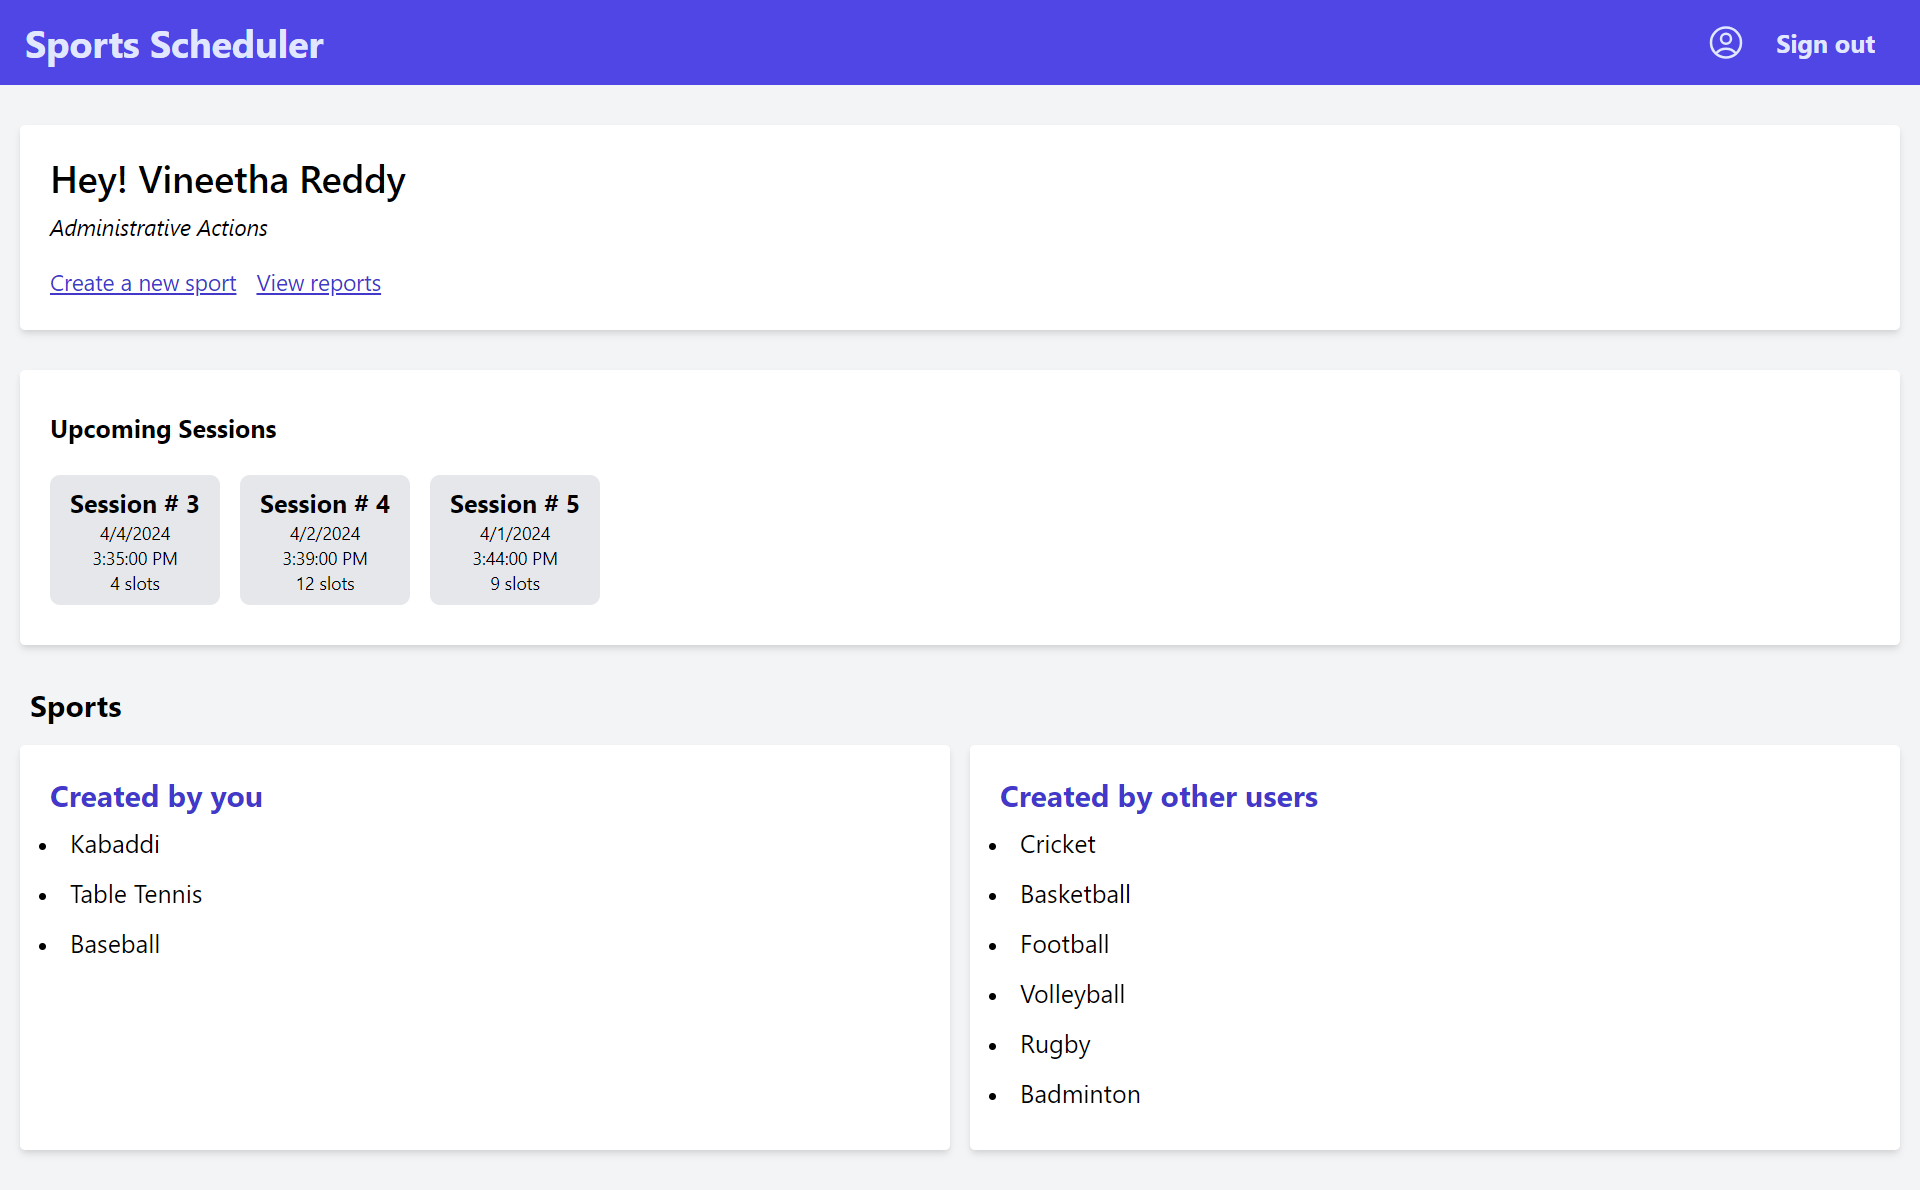 Sports Scheduler
Sign out
Hey! Vineetha Reddy
Administrative Actions
Create a new sport View reports
Upcoming Sessions
Session # 3
4/4/2024
3:35:00 PM
4 slots
Session # 4
4/2/2024
3:39:00 PM
12 slots
Session # 5
4/1/2024
3:44:00 PM
9 slots
Sports
Created by you
Kabaddi
Table Tennis
Baseball
Created by other users
Cricket
Basketball
Football
Volleyball
Rugby
Badminton